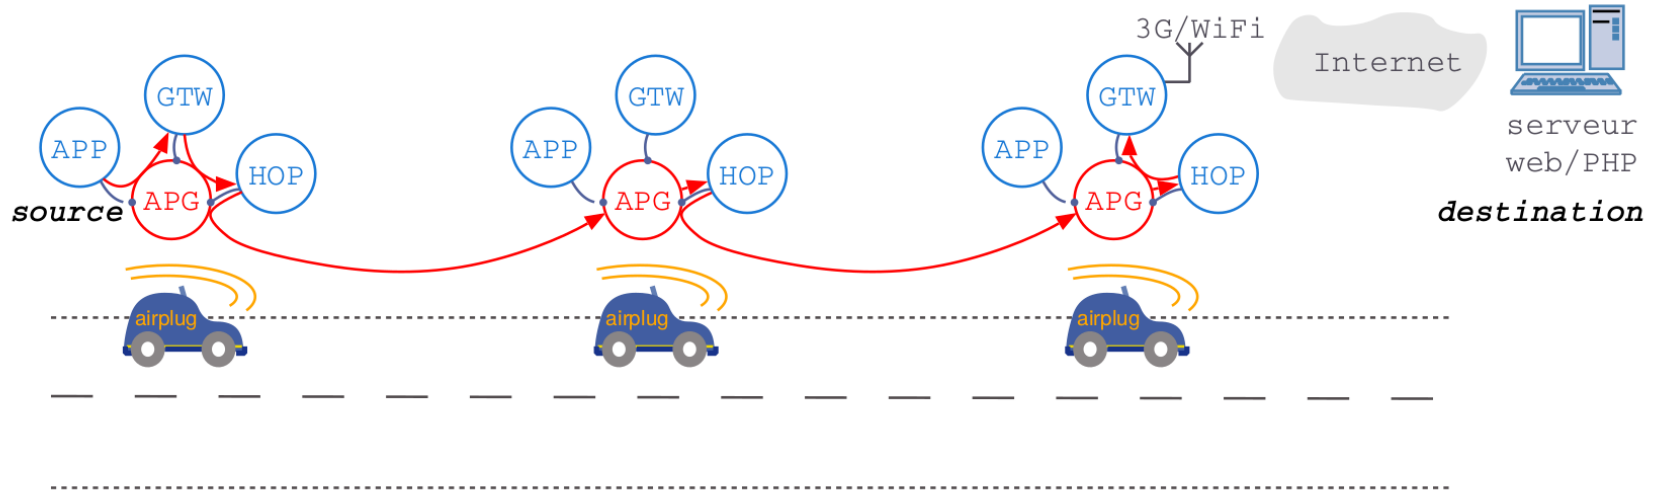 3G/WiFi
GTW
GTW
GTW
Internet
APP
APP
APP
HOP
HOP
HOP
serveur
web/PHP
APG
APG
APG
source
destination
airplug
airplug
airplug